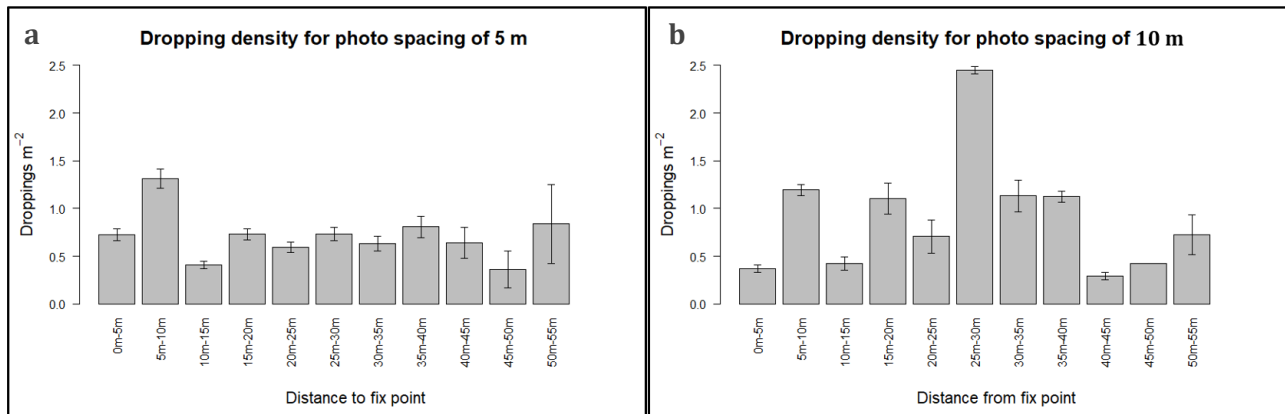 a
Dropping density for photo spacing of 5 m
2.5
2.0
1.5
1.0
0.5
0.0
Droppings m⁻²
0m-5m
5m-10m
10m-15m
15m-20m
20m-25m
25m-30m
30m-35m
35m-40m
40m-45m
45m-50m
50m-55m
Distance to fix point
b
Dropping density for photo spacing of 10 m
2.5
2.0
1.5
1.0
0.5
0.0
Droppings m⁻²
0m-5m
5m-10m
10m-15m
15m-20m
20m-25m
25m-30m
30m-35m
35m-40m
40m-45m
45m-50m
50m-55m
Distance from fix point